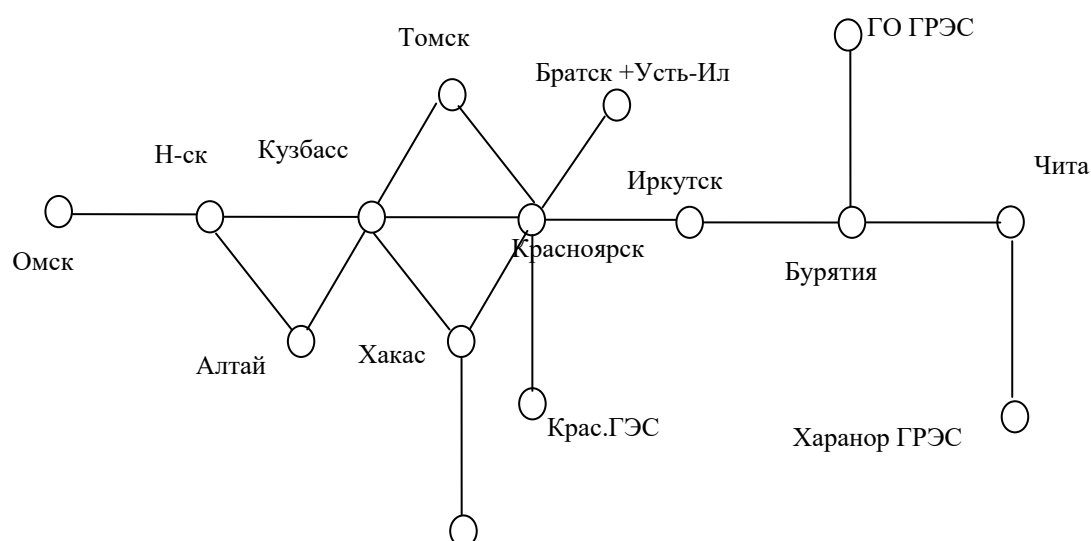 ГО ГРЭС
Томск
Братск +Усть-Ил
Н-ск
Кузбасс
Иркутск
Чита
Омск
Красноярск
Бурятия
Алтай
Хакас
Крас.ГЭС
Харанор ГРЭС